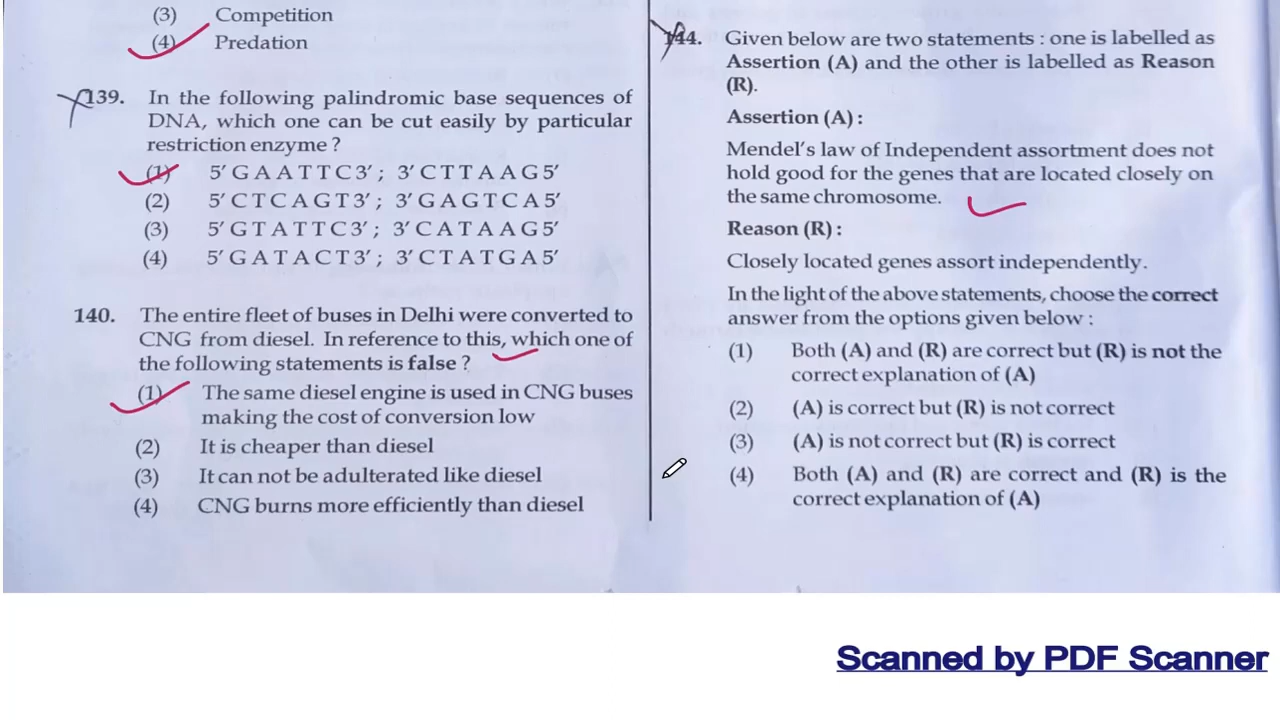 (3) Competition
(4) Predation
139. In the following palindromic base sequences of
DNA, which one can be cut easily by particular
restriction enzyme ?
(1) 5′ G A A T T C 3′ ; 3′ C T T A A G 5′
(2) 5′ C T C A G T 3′ ; 3′ G A G T C A 5′
(3) 5′ G T A T T C 3′ ; 3′ C A T A A G 5′
(4) 5′ G A T A C T 3′ ; 3′ C T A T G A 5′
140. The entire fleet of buses in Delhi were converted to
CNG from diesel. In reference to this, which one of
the following statements is false ?
(1) The same diesel engine is used in CNG buses
making the cost of conversion low
(2) It is cheaper than diesel
(3) It can not be adulterated like diesel
(4) CNG burns more efficiently than diesel
144. Given below are two statements : one is labelled as
Assertion (A) and the other is labelled as Reason
(R).
Assertion (A) :
Mendel's law of Independent assortment does not
hold good for the genes that are located closely on
the same chromosome.
Reason (R) :
Closely located genes assort independently.
In the light of the above statements, choose the correct
answer from the options given below :
(1) Both (A) and (R) are correct but (R) is not the
correct explanation of (A)
(2) (A) is correct but (R) is not correct
(3) (A) is not correct but (R) is correct
(4) Both (A) and (R) are correct and (R) is the
correct explanation of (A)
Scanned by PDF Scanner